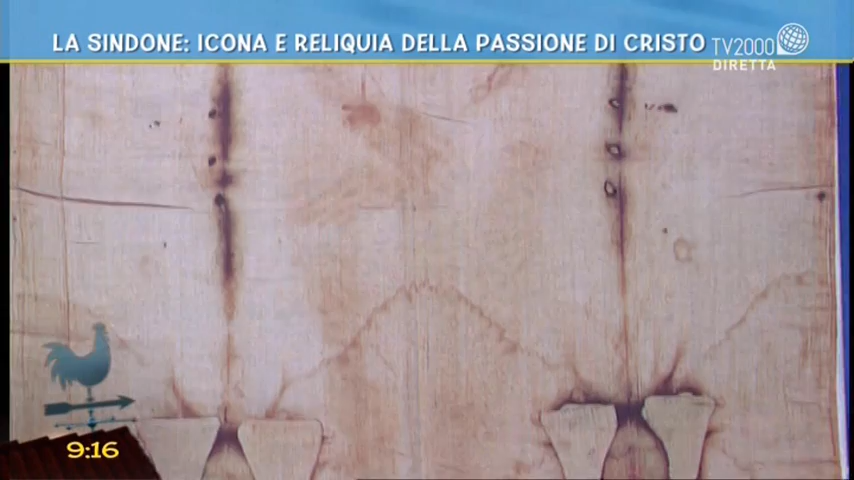 LA SINDONE: ICONA E RELIQUIA DELLA PASSIONE DI CRISTO
TV2000
DIRETTA
9:16